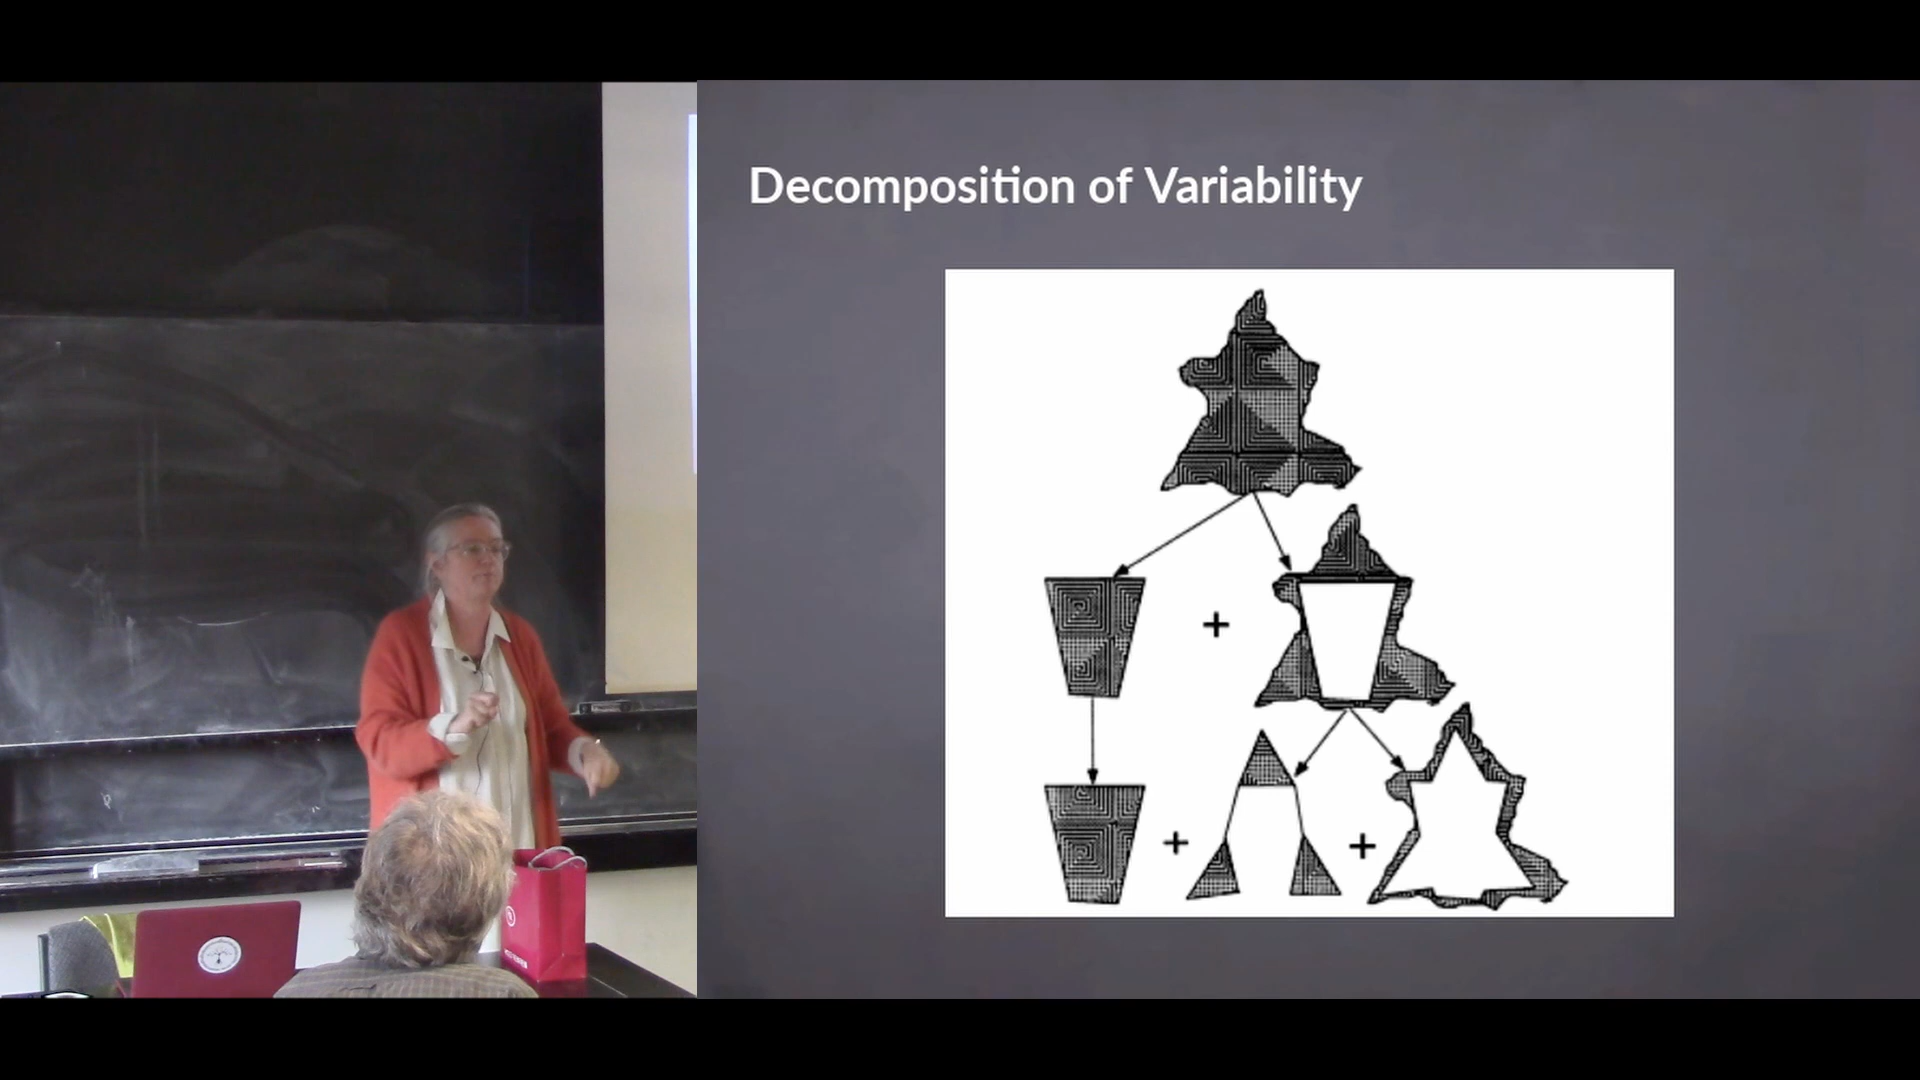 Decomposition of Variability
+
+
+